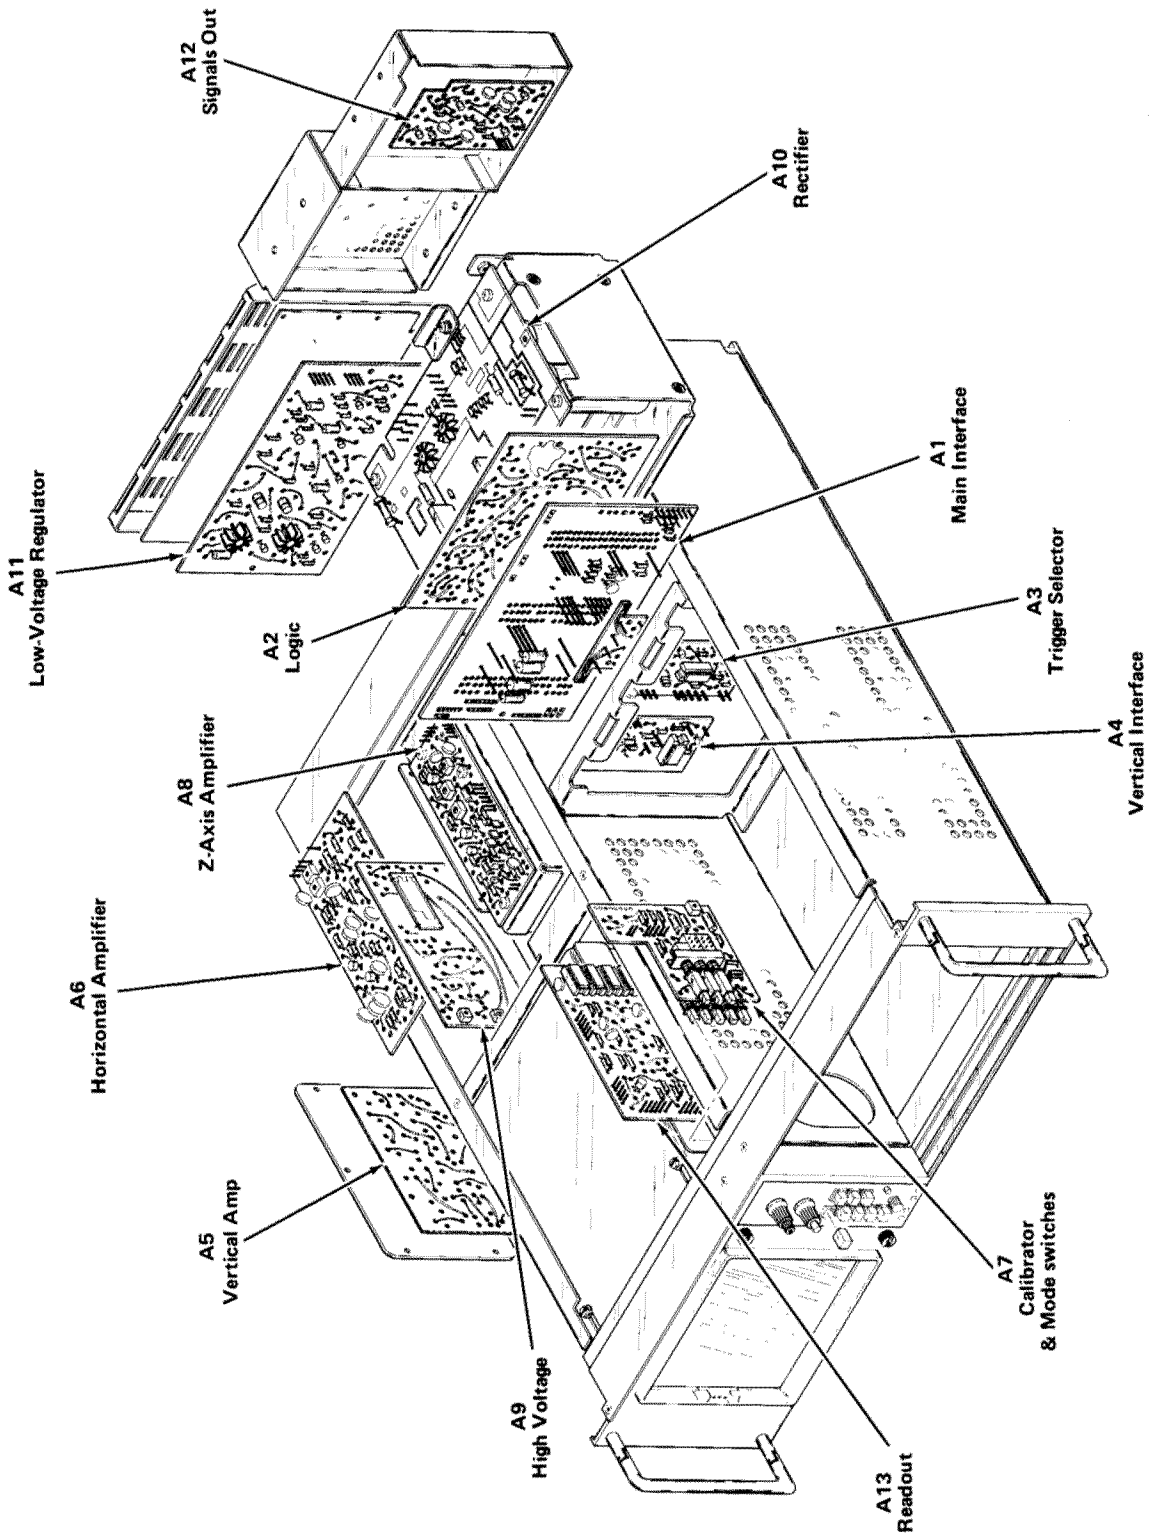 A12
Signals Out
A10
Rectifier
A11
Low-Voltage Regulator
A1
Main Interface
A2
Logic
A3
Trigger Selector
A8
Z-Axis Amplifier
A4
Vertical Interface
A6
Horizontal Amplifier
A5
Vertical Amp
A7
Calibrator
& Mode switches
A9
High Voltage
A13
Readout